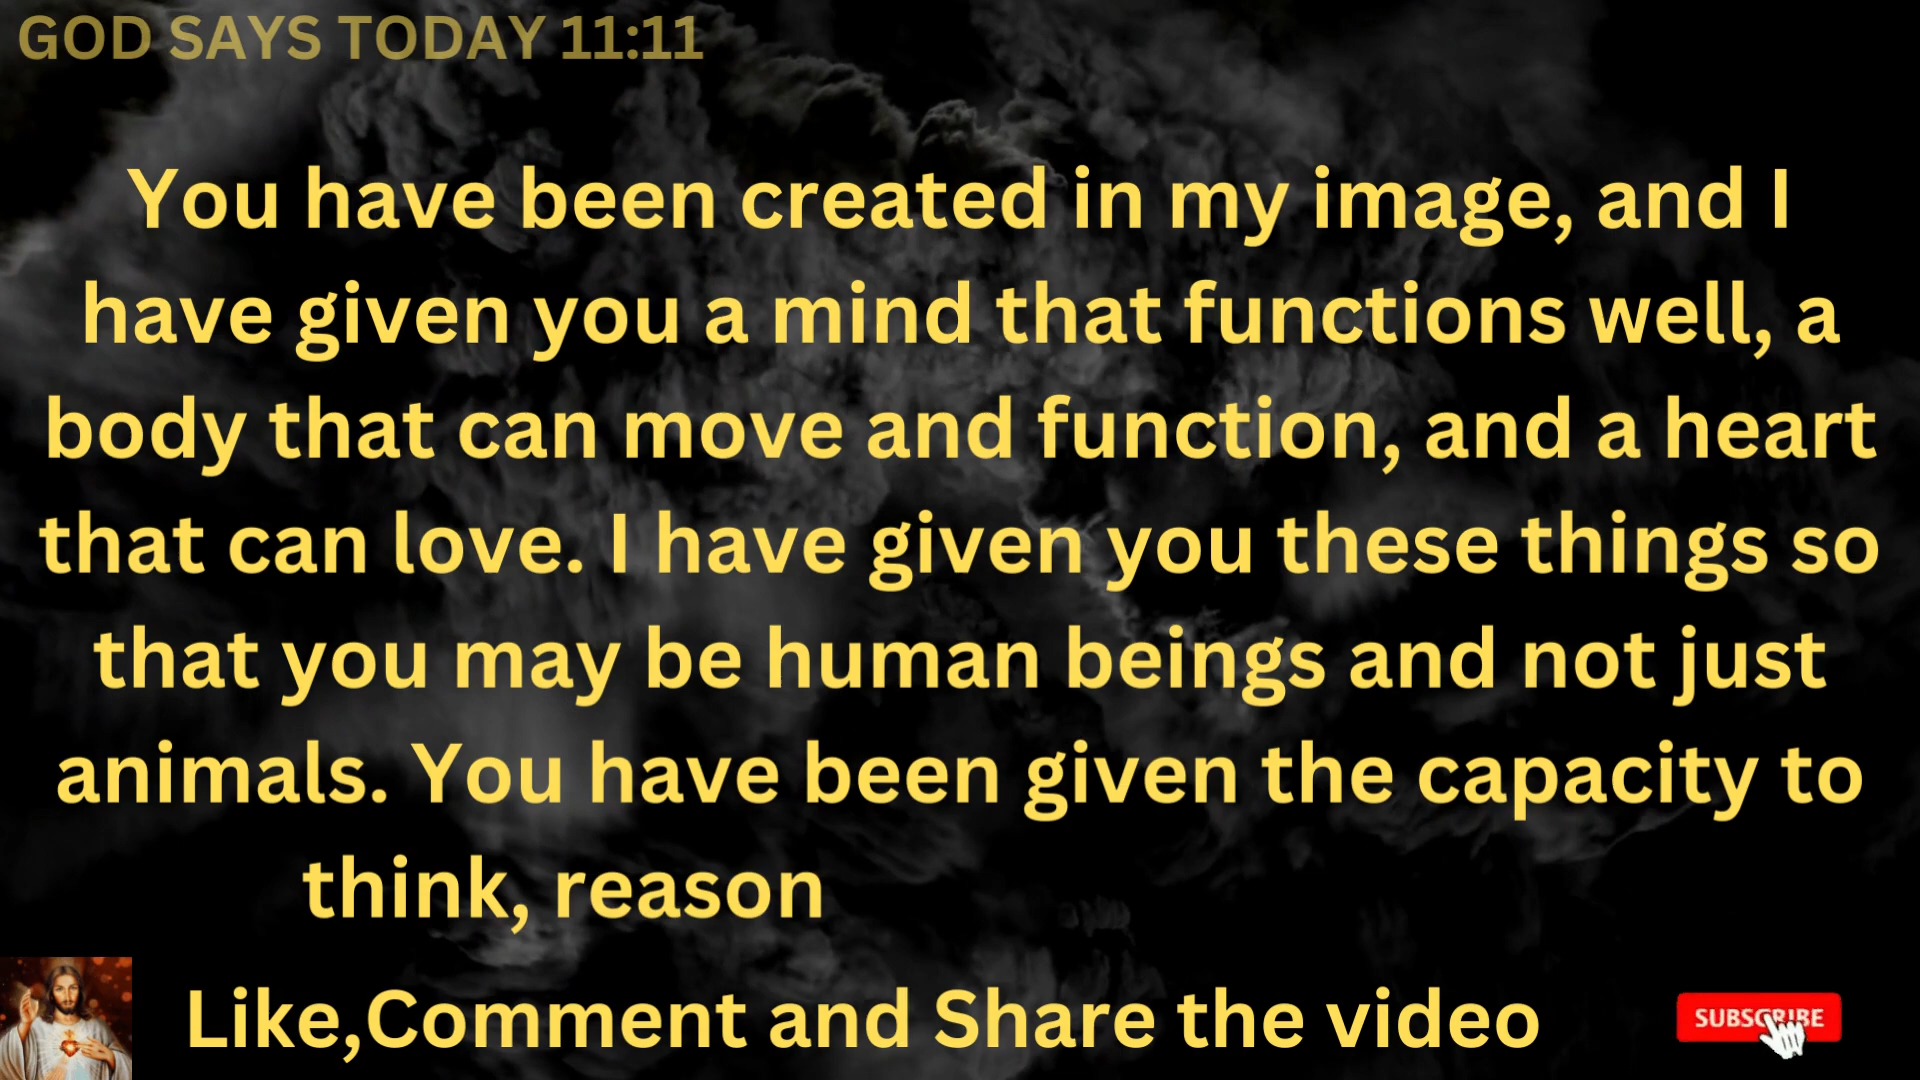 GOD SAYS TODAY 11:11
You have been created in my image, and I
have given you a mind that functions well, a
body that can move and function, and a heart
that can love. I have given you these things so
that you may be human beings and not just
animals. You have been given the capacity to
think, reason
Like,Comment and Share the video
SUBSCRIBE